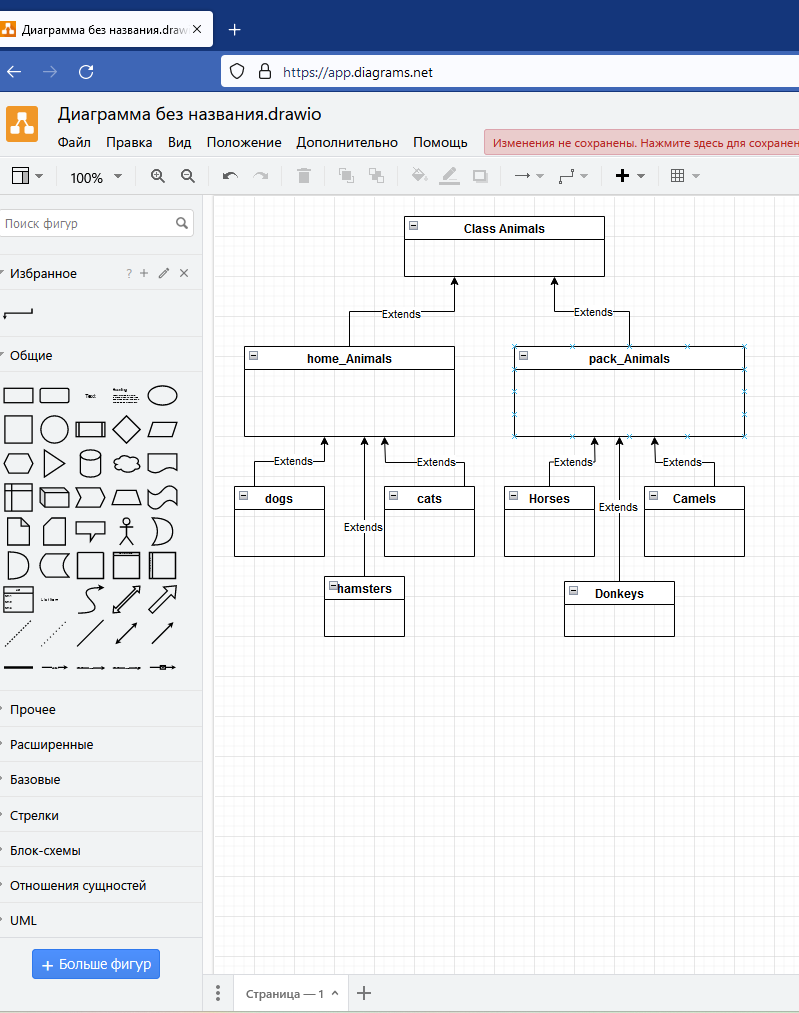 Диаграмма без названия.draw
https://app.diagrams.net
Диаграмма без названия.drawio
Файл Правка Вид Положение Дополнительно Помощь
Изменения не сохранены. Нажмите здесь для сохранен
100%
Поиск фигур
Избранное
Общие
Text
Heading
Прочее
Расширенные
Базовые
Стрелки
Блок-схемы
Отношения сущностей
UML
+ Больше фигур
Class Animals
Extends
Extends
home_Animals
pack_Animals
Extends
Extends
Extends
Extends
dogs
cats
Horses
Camels
Extends
Extends
hamsters
Donkeys
Страница — 1